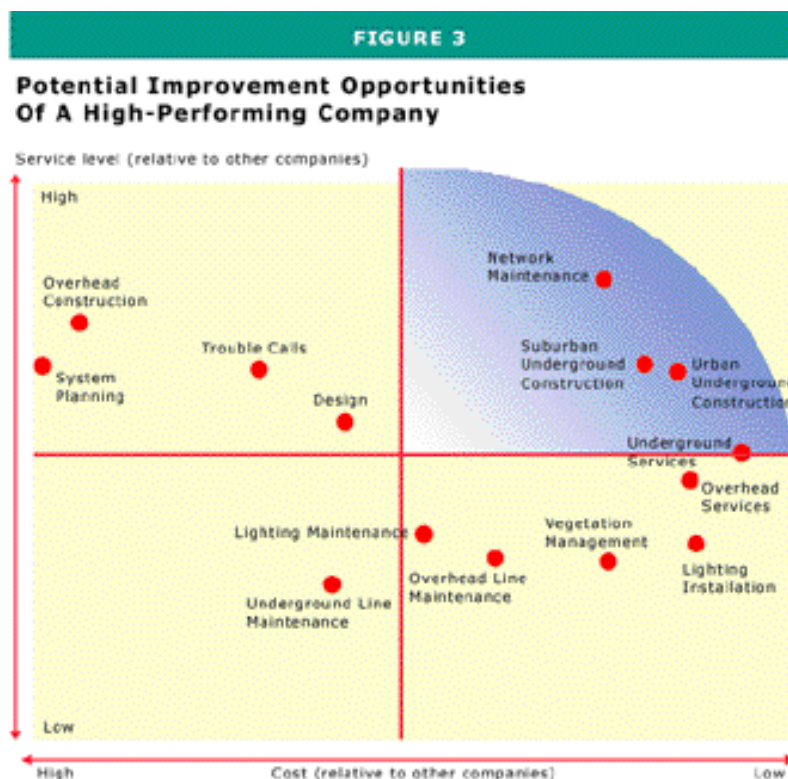 FIGURE 3
Potential Improvement Opportunities
Of A High-Performing Company
Service level (relative to other companies)
High
Network
Maintenance
Overhead
Construction
Trouble Calls
Suburban
Underground
Construction
Urban
Underground
Construction
System
Planning
Design
Underground
Services
Overhead
Services
Lighting Maintenance
Vegetation
Management
Overhead Line
Maintenance
Lighting
Installation
Underground Line
Maintenance
Low
High
Cost (relative to other companies)
Low